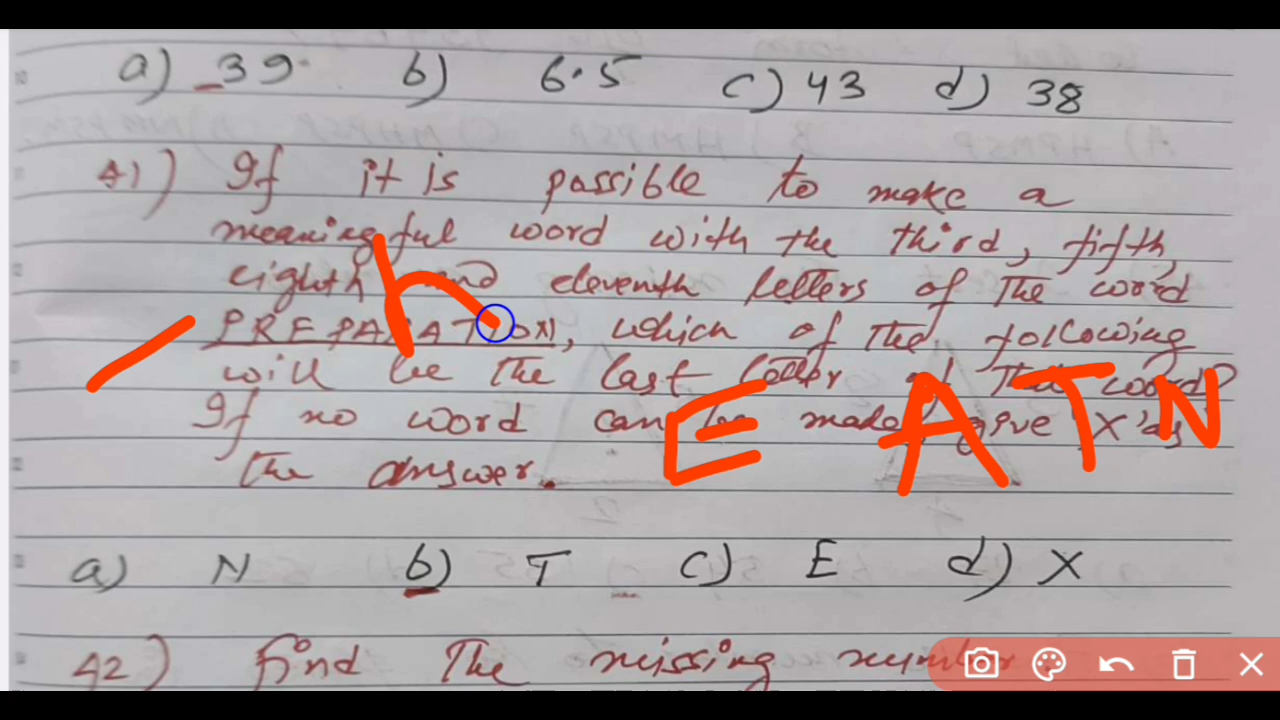 a) 39 b) 6.5 c) 43 d) 38
41) If it is possible to make a
meaningful word with the third, fifth,
eighth and eleventh letters of the word
PREPARATION, which of the following
will be the last letter of that word?
If no word can be made, give 'X' as
the answer.
h
E A T N
a) N b) T c) E d) X
42) find the missing number